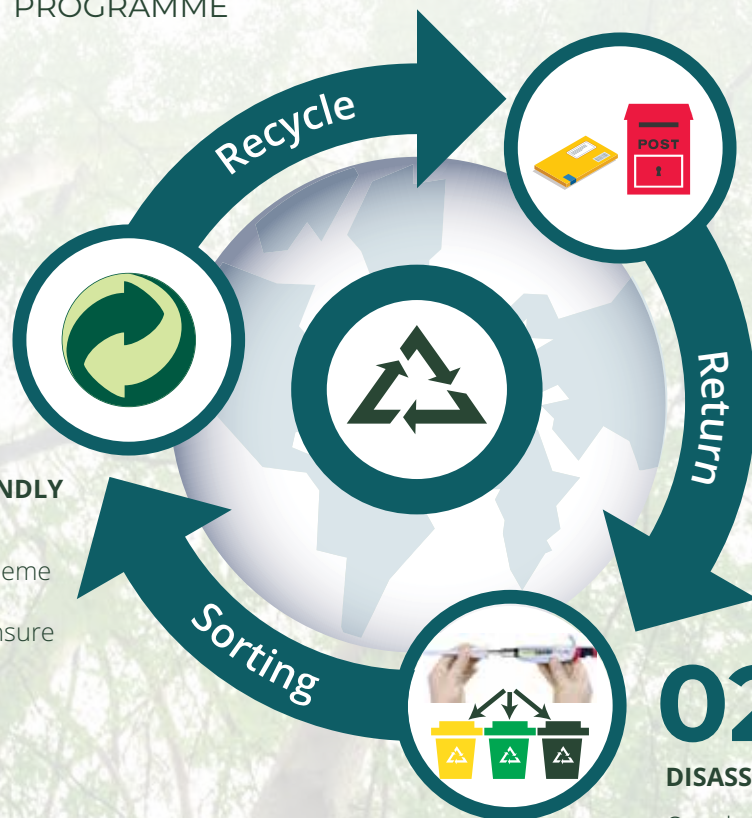 PROGRAMME
Recycle
POST
Return
NDLY
eme
nsure
Sorting
02
DISASS